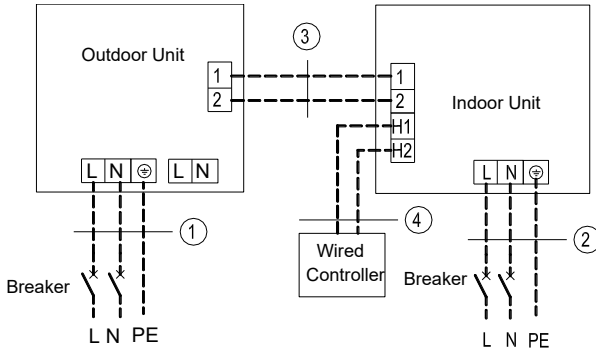 Outdoor Unit
1
2
L N ⏚ L N
③
1
2
H1
H2
Indoor Unit
L N ⏚
①
Breaker
L N PE
④
Wired
Controller
②
Breaker
L N PE